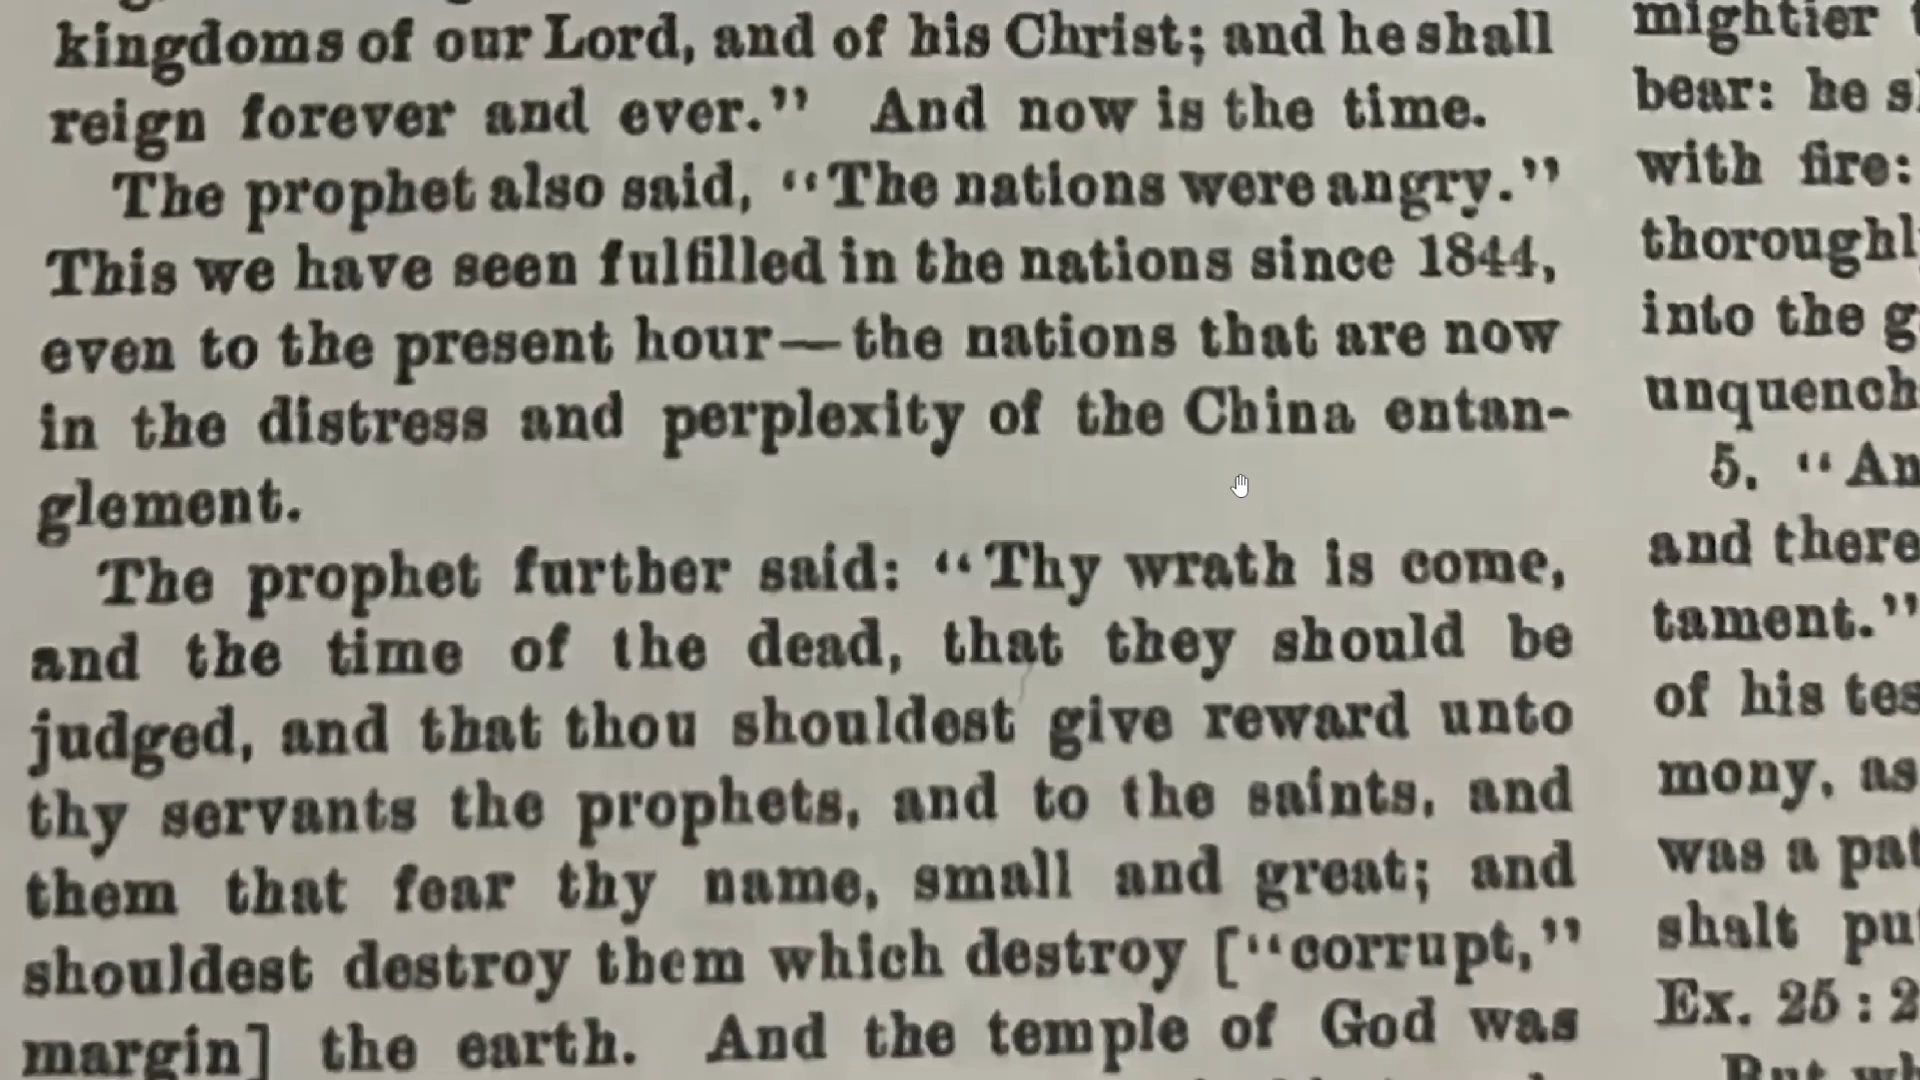 kingdoms of our Lord, and of his Christ; and he shall
reign forever and ever." And now is the time.
The prophet also said, "The nations were angry."
This we have seen fulfilled in the nations since 1844,
even to the present hour—the nations that are now
in the distress and perplexity of the China entan-
glement.
The prophet further said: "Thy wrath is come,
and the time of the dead, that they should be
judged, and that thou shouldest give reward unto
thy servants the prophets, and to the saints, and
them that fear thy name, small and great; and
shouldest destroy them which destroy ["corrupt,"
margin] the earth. And the temple of God was
mightier
bear: he
with fire:
into the
5. "
and there
tament."
of his
mony, as
was a
shalt
Ex. 25:
But